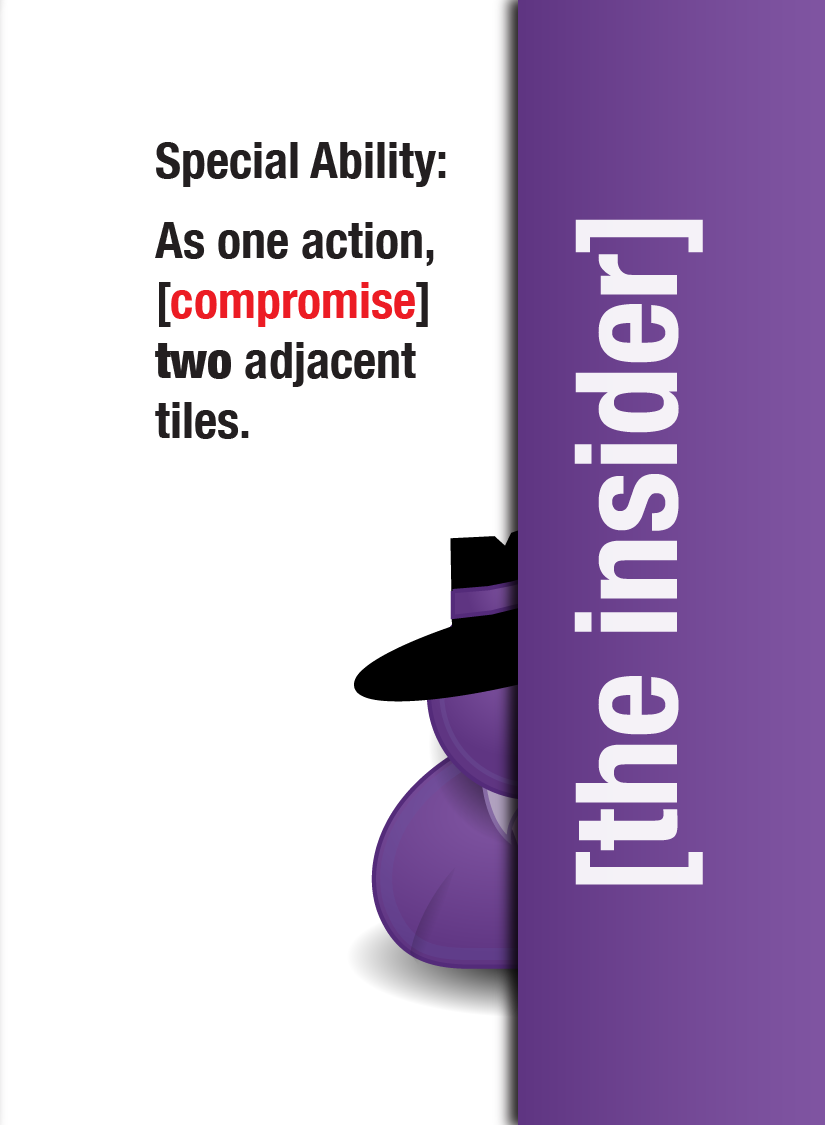 Special Ability:
As one action,
[compromise]
two adjacent
tiles.
[the insider]